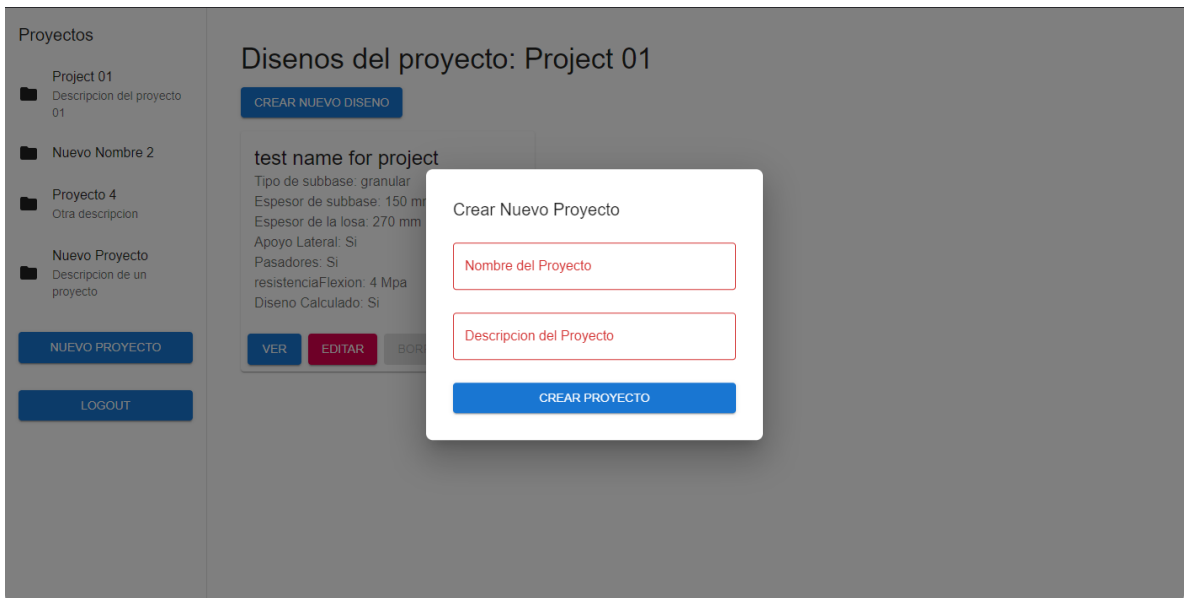 Proyectos
Project 01
Descripcion del proyecto
01
Nuevo Nombre 2
Proyecto 4
Otra descripcion
Nuevo Proyecto
Descripcion de un
proyecto
NUEVO PROYECTO
LOGOUT
Disenos del proyecto: Project 01
CREAR NUEVO DISENO
test name for project
Tipo de subbase: granular
Espesor de subbase: 150 m
Espesor de la losa: 270 mm
Apoyo Lateral: Si
Pasadores: Si
resistenciaFlexion: 4 Mpa
Diseno Calculado: Si
VER
EDITAR
BOR
Crear Nuevo Proyecto
Nombre del Proyecto
Descripcion del Proyecto
CREAR PROYECTO